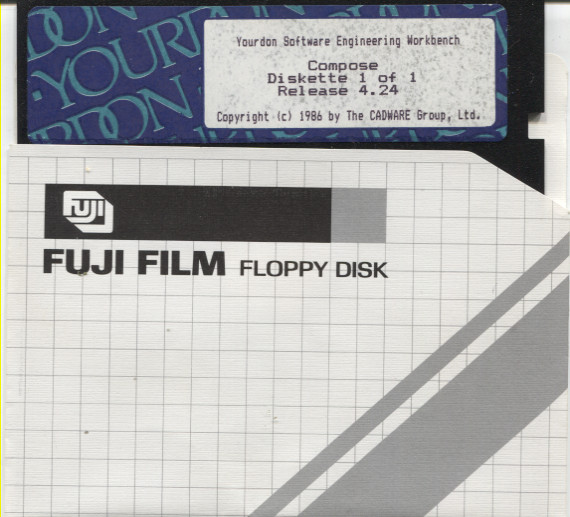 YOURDON
Yourdon Software Engineering Workbench
Compose
Diskette 1 of 1
Release 4.24
Copyright (c) 1986 by The CADWARE Group, Ltd.
FUJI
FUJI FILM FLOPPY DISK